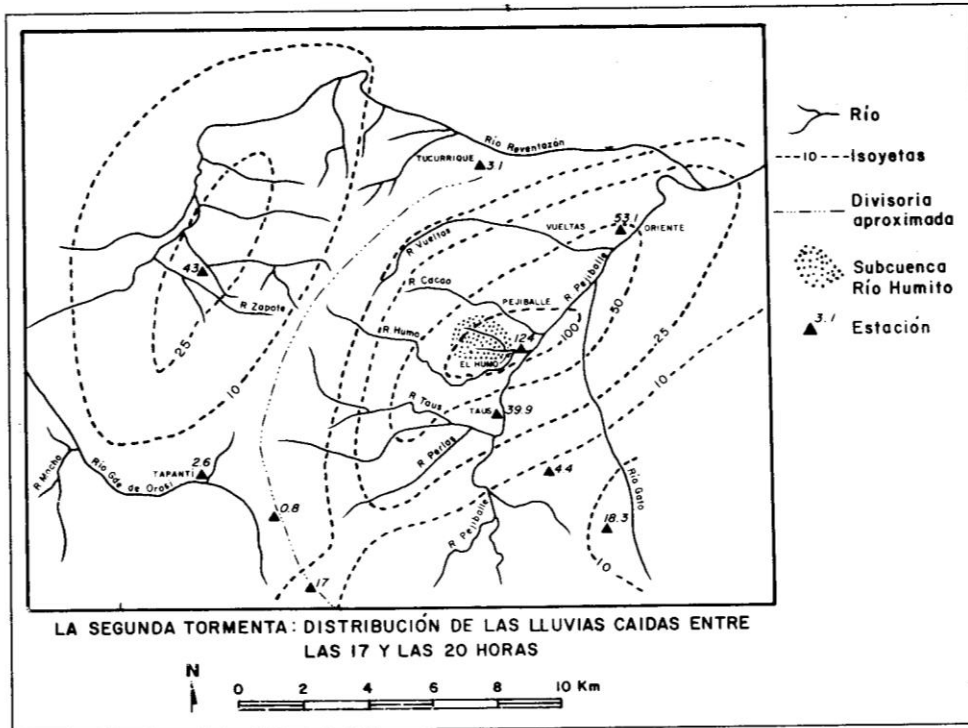 Río Reventazón
TUCURRIQUE
3.1
53.1
VUELTAS
ORIENTE
R Vueltas
43
R Cacao
R Pejiballe
R Zapote
PEJIBALLE
50
R Humo
124
100
25
EL HUMO
25
10
10
R Taus
TAUS
39.9
R Perlas
2.6
TAPANTÍ
Río Gde de Orosi
R Macho
4.4
Río Gato
0.8
18.3
R Pejiballe
10
17
Río
10
Isoyetas
Divisoria
aproximada
Subcuenca
Río Humito
3.1
Estación
LA SEGUNDA TORMENTA: DISTRIBUCIÓN DE LAS LLUVIAS CAIDAS ENTRE
LAS 17 Y LAS 20 HORAS
N
0 2 4 6 8 10 Km